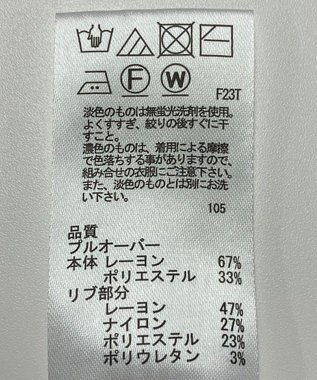 F W F23T
淡色のものは無蛍光洗剤を使用。
よくすすぎ、絞りの後すぐに干
すこと。
濃色のものは、着用による摩擦
で色落ちする事がありますので、
組み合せの衣服にご注意下さい。
また、淡色のものとは別にお洗
い下さい。
105
品質
プルオーバー
本体 レーヨン 67%
ポリエステル 33%
リブ部分
レーヨン 47%
ナイロン 27%
ポリエステル 23%
ポリウレタン 3%